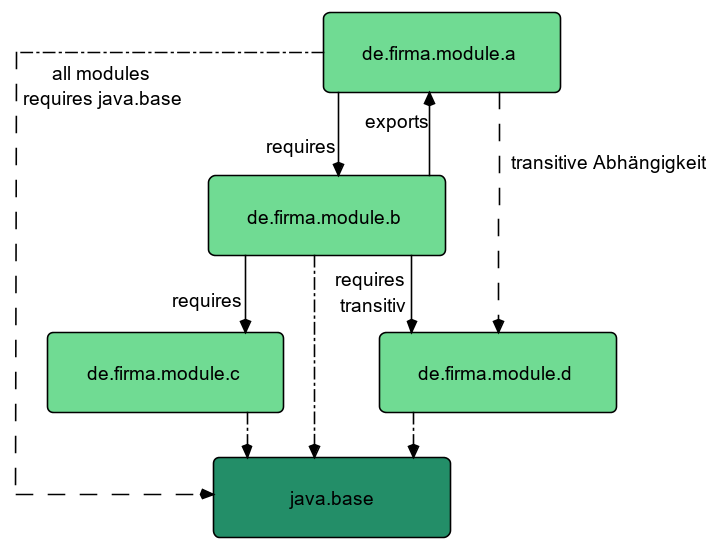 de.firma.module.a
all modules
requires java.base
exports
requires
transitive Abhängigkeit
de.firma.module.b
requires
transitiv
requires
de.firma.module.c
de.firma.module.d
java.base